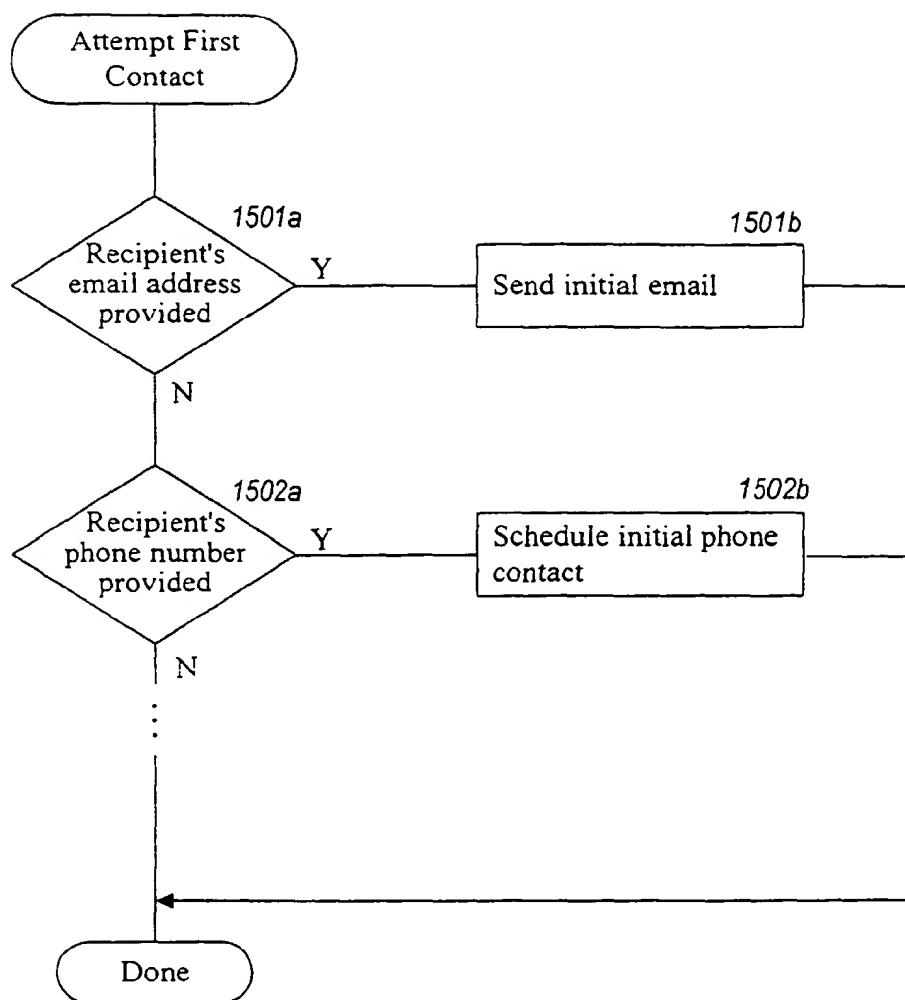 Attempt First
Contact
1501a
Recipient's
email address
provided
Y
1501b
Send initial email
N
1502a
Recipient's
phone number
provided
Y
1502b
Schedule initial phone
contact
N
Done